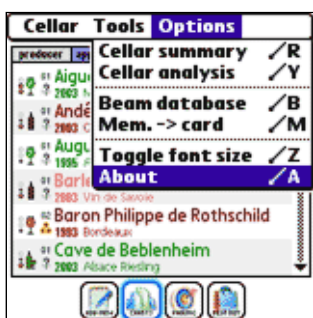 Cellar Tools Options
producer
Cellar summary /R
Cellar analysis /Y
Beam database /B
Mem. -> card /M
Toggle font size /Z
About /A
Aigu
2003
Andé
2003
Augu
1995
Barle
2003 Vin de Savoie
Baron Philippe de Rothschild
1993 Bordeaux
Cave de Beblenheim
2003 Alsace Riesling